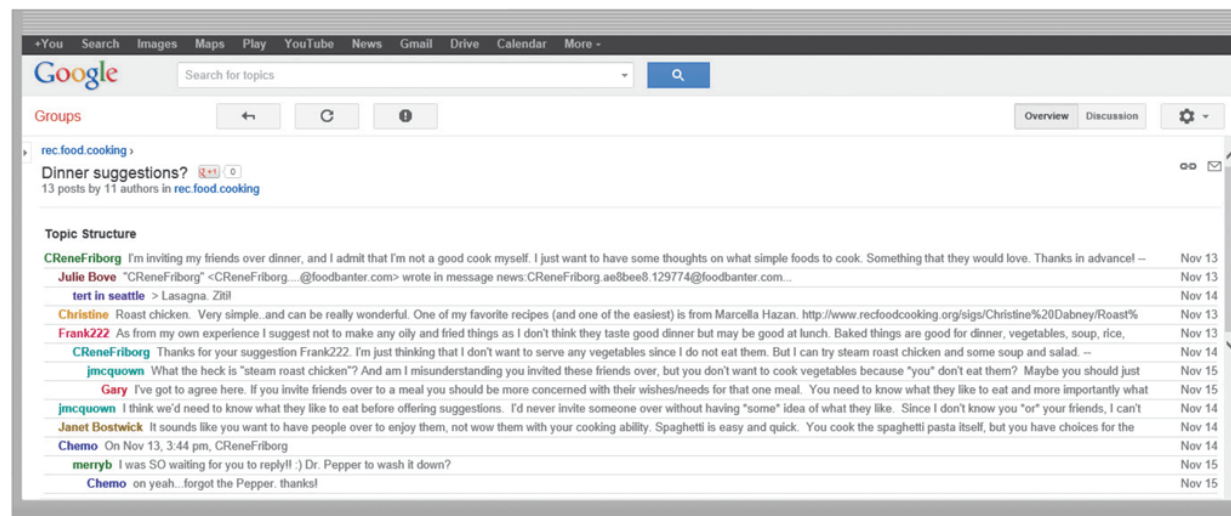 +You Search Images Maps Play YouTube News Gmail Drive Calendar More -
Google Search for topics
Groups Overview Discussion
rec.food.cooking ›
Dinner suggestions? +1 0
13 posts by 11 authors in rec.food.cooking
Topic Structure
CReneFriborg I'm inviting my friends over dinner, and I admit that I'm not a good cook myself. I just want to have some thoughts on what simple foods to cook. Something that they would love. Thanks in advance! -- Nov 13
Julie Bove "CReneFriborg" <CReneFriborg....@foodbanter.com> wrote in message news:CReneFriborg.ae8bee8.129774@foodbanter.com... Nov 13
tert in seattle > Lasagna. Ziti! Nov 14
Christine Roast chicken. Very simple..and can be really wonderful. One of my favorite recipes (and one of the easiest) is from Marcella Hazan. http://www.recfoodcooking.org/sigs/Christine%20Dabney/Roast% Nov 13
Frank222 As from my own experience I suggest not to make any oily and fried things as I don't think they taste good dinner but may be good at lunch. Baked things are good for dinner, vegetables, soup, rice, Nov 13
CReneFriborg Thanks for your suggestion Frank222. I'm just thinking that I don't want to serve any vegetables since I do not eat them. But I can try steam roast chicken and some soup and salad. -- Nov 14
jmcquown What the heck is "steam roast chicken"? And am I misunderstanding you invited these friends over, but you don't want to cook vegetables because *you* don't eat them? Maybe you should just Nov 15
Gary I've got to agree here. If you invite friends over to a meal you should be more concerned with their wishes/needs for that one meal. You need to know what they like to eat and more importantly what Nov 15
jmcquown I think we'd need to know what they like to eat before offering suggestions. I'd never invite someone over without having *some* idea of what they like. Since I don't know you *or* your friends, I can't Nov 14
Janet Bostwick It sounds like you want to have people over to enjoy them, not wow them with your cooking ability. Spaghetti is easy and quick. You cook the spaghetti pasta itself, but you have choices for the Nov 14
Chemo On Nov 13, 3:44 pm, CReneFriborg Nov 14
merryb I was SO waiting for you to reply!! :) Dr. Pepper to wash it down? Nov 15
Chemo on yeah...forgot the Pepper. thanks! Nov 15